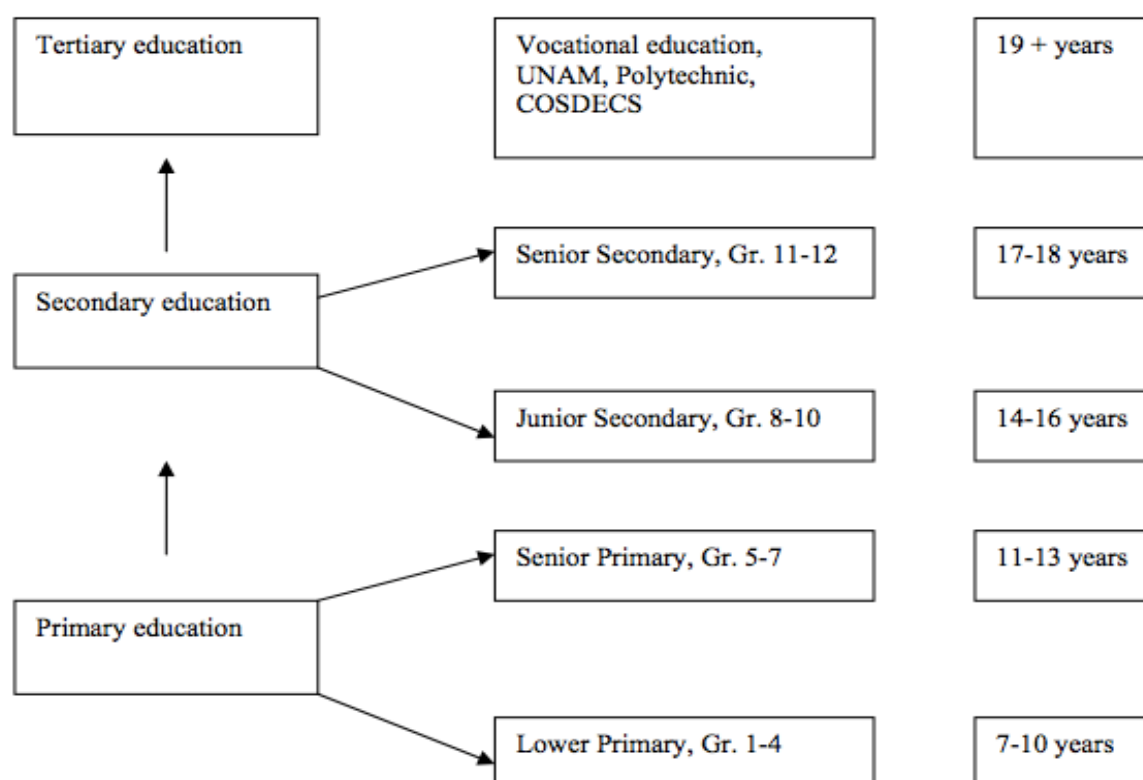 Tertiary education
Vocational education,
UNAM, Polytechnic,
COSDECS
19 + years
Senior Secondary, Gr. 11-12
17-18 years
Secondary education
Junior Secondary, Gr. 8-10
14-16 years
Senior Primary, Gr. 5-7
11-13 years
Primary education
Lower Primary, Gr. 1-4
7-10 years